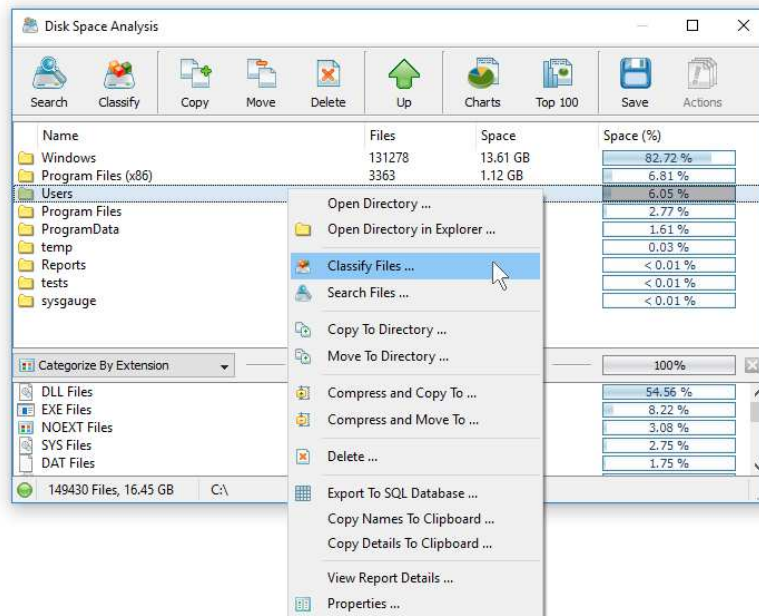 Disk Space Analysis
Search Classify Copy Move Delete Up Charts Top 100 Save Actions
Name Files Space Space (%)
Windows 131278 13.61 GB 82.72 %
Program Files (x86) 3363 1.12 GB 6.81 %
Users 6.05 %
Program Files 2.77 %
ProgramData 1.61 %
temp 0.03 %
Reports < 0.01 %
tests < 0.01 %
sysgauge < 0.01 %
Open Directory ...
Open Directory in Explorer ...
Classify Files ...
Search Files ...
Copy To Directory ...
Move To Directory ...
Compress and Copy To ...
Compress and Move To ...
Delete ...
Export To SQL Database ...
Copy Names To Clipboard ...
Copy Details To Clipboard ...
View Report Details ...
Properties ...
Categorize By Extension 100%
DLL Files 54.56 %
EXE Files 8.22 %
NOEXT Files 3.08 %
SYS Files 2.75 %
DAT Files 1.75 %
149430 Files, 16.45 GB C:\